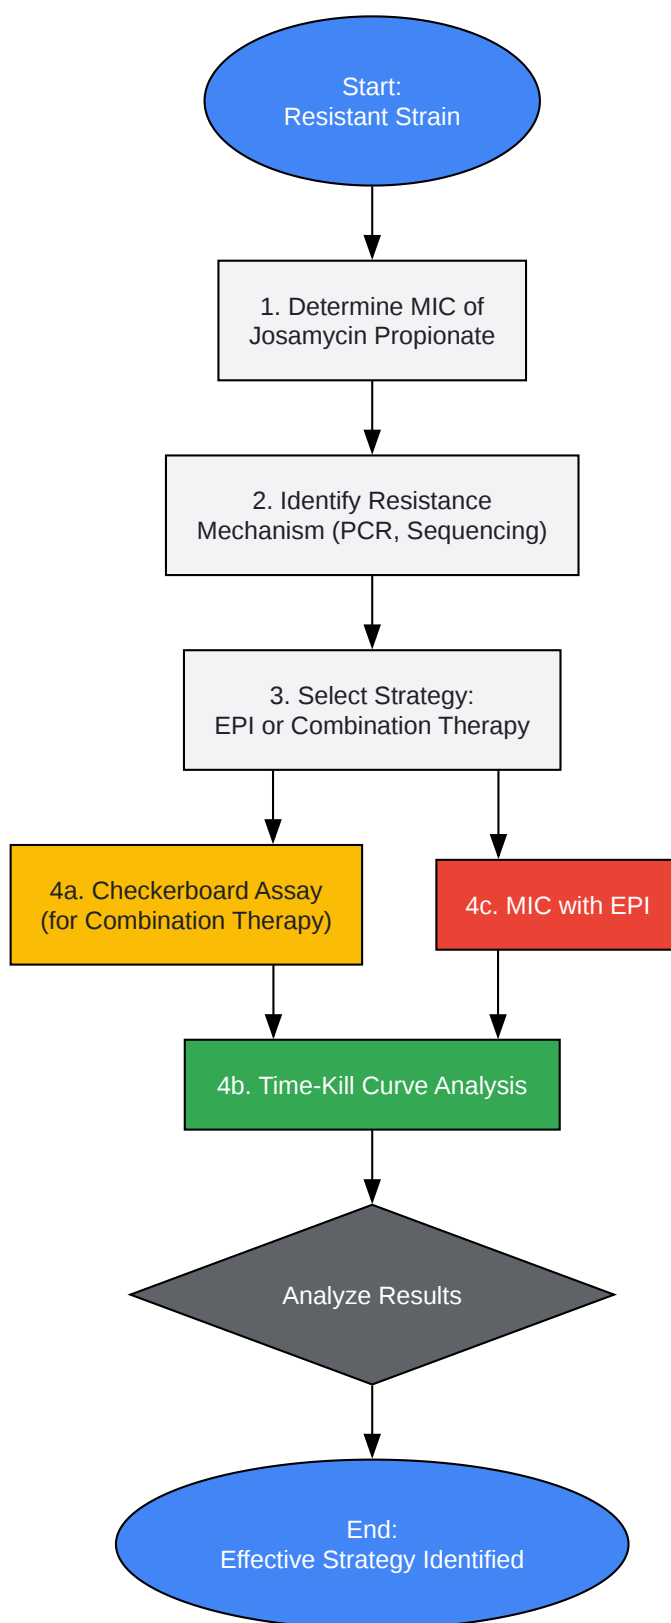 Start:
Resistant Strain
1. Determine MIC of
Josamycin Propionate
2. Identify Resistance
Mechanism (PCR, Sequencing)
3. Select Strategy:
EPI or Combination Therapy
4a. Checkerboard Assay
(for Combination Therapy)
4c. MIC with EPI
4b. Time-Kill Curve Analysis
Analyze Results
End:
Effective Strategy Identified